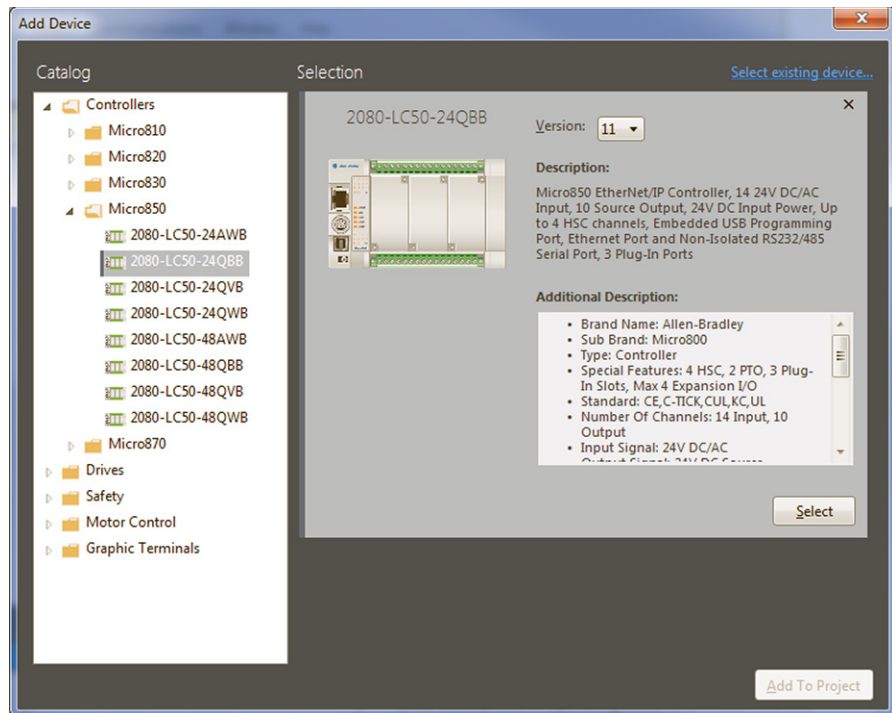 Add Device
Catalog
Selection
Select existing device...
Controllers
Micro810
Micro820
Micro830
Micro850
2080-LC50-24AWB
2080-LC50-24QBB
2080-LC50-24QVB
2080-LC50-24QWB
2080-LC50-48AWB
2080-LC50-48QBB
2080-LC50-48QVB
2080-LC50-48QWB
Micro870
Drives
Safety
Motor Control
Graphic Terminals
2080-LC50-24QBB
Version: 11
Description:
Micro850 EtherNet/IP Controller, 14 24V DC/AC
Input, 10 Source Output, 24V DC Input Power, Up
to 4 HSC channels, Embedded USB Programming
Port, Ethernet Port and Non-Isolated RS232/485
Serial Port, 3 Plug-In Ports
Additional Description:
• Brand Name: Allen-Bradley
• Sub Brand: Micro800
• Type: Controller
• Special Features: 4 HSC, 2 PTO, 3 Plug-
In Slots, Max 4 Expansion I/O
• Standard: CE,C-TICK,CUL,KC,UL
• Number Of Channels: 14 Input, 10
Output
• Input Signal: 24V DC/AC
Output Signal: 24V DC Source
Select
Add To Project